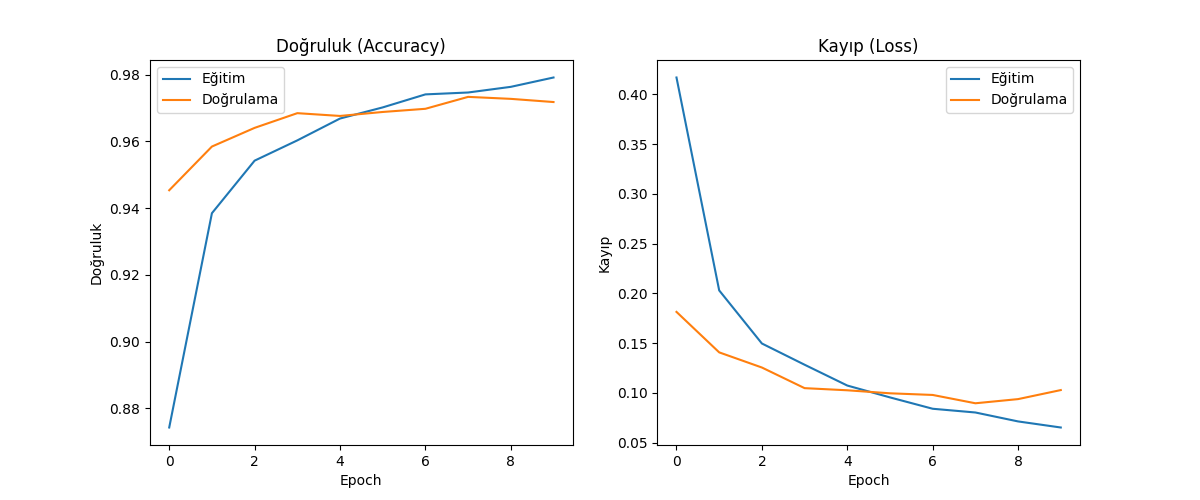 Doğruluk (Accuracy)
Eğitim
Doğrulama
0.98
0.96
0.94
0.92
0.90
0.88
Doğruluk
0 2 4 6 8
Epoch
Kayıp (Loss)
Eğitim
Doğrulama
0.40
0.35
0.30
0.25
0.20
0.15
0.10
0.05
Kayıp
0 2 4 6 8
Epoch